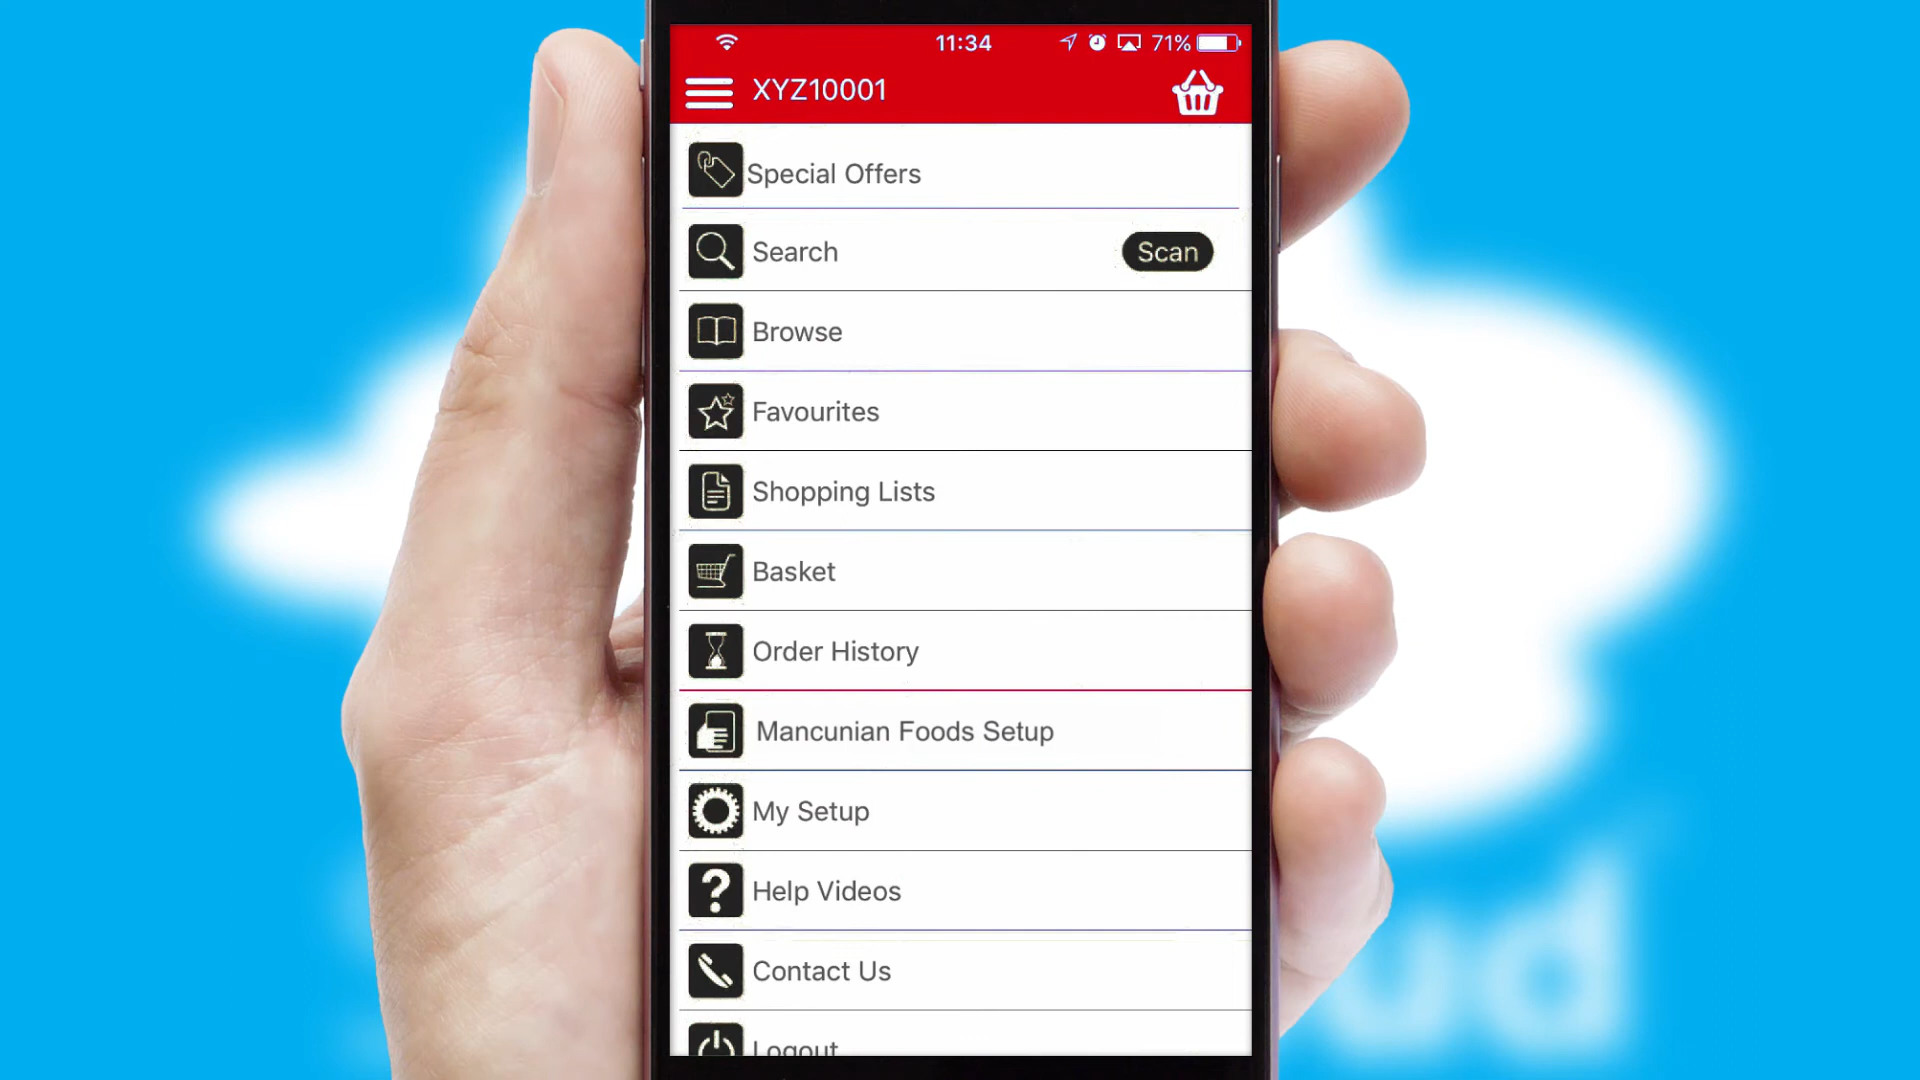 11:34 71%
XYZ10001
Special Offers
Search Scan
Browse
Favourites
Shopping Lists
Basket
Order History
Mancunian Foods Setup
My Setup
Help Videos
Contact Us
Logout
ud